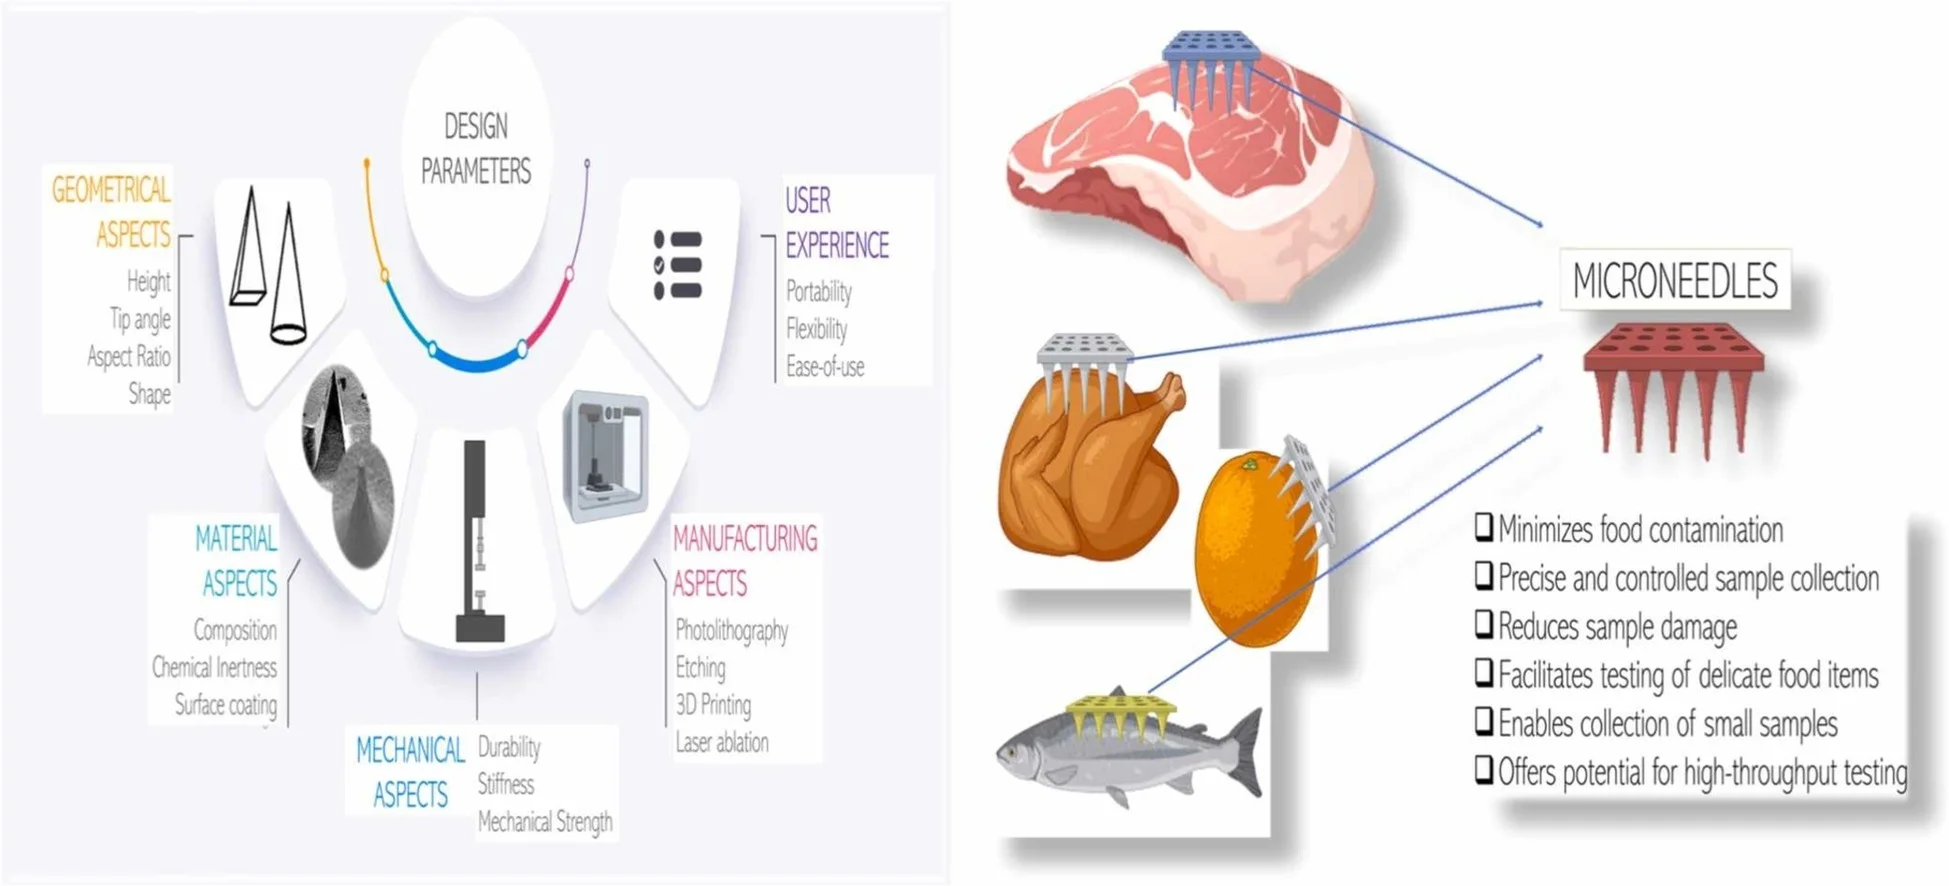 DESIGN
PARAMETERS
GEOMETRICAL
ASPECTS
Height
Tip angle
Aspect Ratio
Shape
MATERIAL
ASPECTS
Composition
Chemical Inertness
Surface coating
MECHANICAL
ASPECTS
Durability
Stiffness
Mechanical Strength
MANUFACTURING
ASPECTS
Photolithography
Etching
3D Printing
Laser ablation
USER
EXPERIENCE
Portability
Flexibility
Ease-of-use
MICRONEEDLES
Minimizes food contamination
Precise and controlled sample collection
Reduces sample damage
Facilitates testing of delicate food items
Enables collection of small samples
Offers potential for high-throughput testing